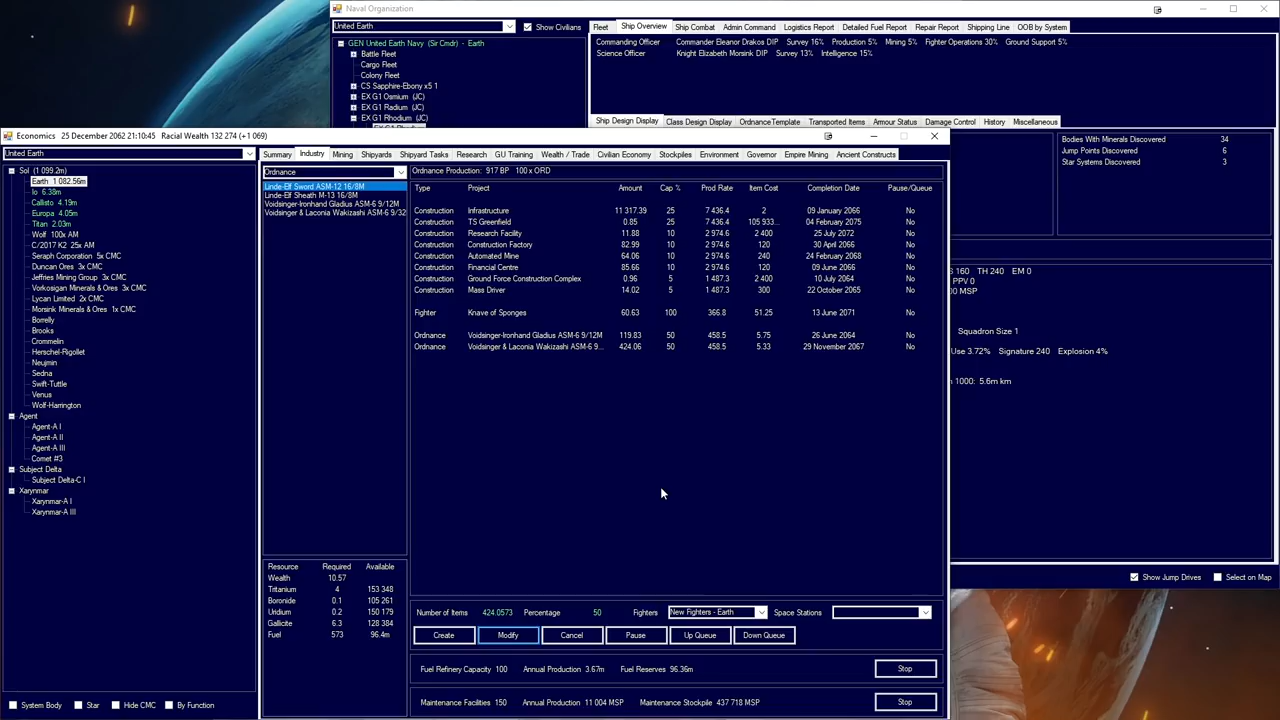 Naval Organization
United Earth
Show Civilians
Fleet Ship Overview Ship Combat Admin Command Logistics Report Detailed Fuel Report Repair Report Shipping Line OOB by System
GEN United Earth Navy (Sir Cmdr) - Earth
Battle Fleet
Cargo Fleet
Colony Fleet
CS Sapphire-Ebony x5 1
EX G1 Osmium (JC)
EX G1 Radium (JC)
EX G1 Rhodium (JC)
Commanding Officer Commander Eleanor Drakos DIP Survey 16% Production 5% Mining 5% Fighter Operations 30% Ground Support 5%
Science Officer Knight Elizabeth Morsink DIP Survey 13% Intelligence 15%
Ship Design Display Class Design Display Ordnance Template Transported Items Armour Status Damage Control History Miscellaneous
Bodies With Minerals Discovered 34
Jump Points Discovered 6
Star Systems Discovered 3
160 TH 240 EM 0
PPV 0
00 MSP
Squadron Size 1
Use 3.72% Signature 240 Explosion 4%
1000: 5.6m km
Show Jump Drives Select on Map
Economics 25 December 2062 21:10:45 Racial Wealth 132 274 (+1 069)
United Earth
Summary Industry Mining Shipyards Shipyard Tasks Research GU Training Wealth / Trade Civilian Economy Stockpiles Environment Governor Empire Mining Ancient Constructs
Sol (1 099.2m)
Earth 1 082.56m
Io 6.38m
Callisto 4.19m
Europa 4.05m
Titan 2.03m
Wolf 100x AM
C/2017 K2 25x AM
Seraph Corporation 5x CMC
Duncan Ores 3x CMC
Jeffries Mining Group 3x CMC
Vorkosigan Minerals & Ores 3x CMC
Lycan Limited 2x CMC
Morsink Minerals & Ores 1x CMC
Borrelly
Brooks
Crommelin
Herschel-Rigollet
Neujmin
Sedna
Swift-Tuttle
Venus
Wolf-Harrington
Agent
Agent-A I
Agent-A II
Agent-A III
Comet #3
Subject Delta
Subject Delta-C I
Xarynmar
Xarynmar-A I
Xarynmar-A III
System Body Star Hide CMC By Function
Ordnance
Linde-Elf Sword ASM-12 16/8M
Linde-Elf Sheath M-13 16/8M
Voidsinger-Ironhand Gladius ASM-6 9/12M
Voidsinger & Laconia Wakizashi ASM-6 9/32
Resource Required Available
Wealth 10.57
Tritanium 4 153 348
Boronide 0.1 105 261
Uridium 0.2 150 179
Gallicite 6.3 128 384
Fuel 573 96.4m
Ordnance Production: 917 BP 100x ORD
Type Project Amount Cap % Prod Rate Item Cost Completion Date Pause/Queue
Construction Infrastructure 11 317.39 25 7 436.4 2 09 January 2066 No
Construction TS Greenfield 0.85 25 7 436.4 105 933... 04 February 2075 No
Construction Research Facility 11.88 10 2 974.6 2 400 25 July 2072 No
Construction Construction Factory 82.99 10 2 974.6 120 30 April 2066 No
Construction Automated Mine 64.06 10 2 974.6 240 24 February 2068 No
Construction Financial Centre 85.66 10 2 974.6 120 09 June 2066 No
Construction Ground Force Construction Complex 0.96 5 1 487.3 2 400 10 July 2064 No
Construction Mass Driver 14.02 5 1 487.3 300 22 October 2065 No
Fighter Knave of Sponges 60.63 100 366.8 51.25 13 June 2071 No
Ordnance Voidsinger-Ironhand Gladius ASM-6 9/12M 119.83 50 458.5 5.75 26 June 2064 No
Ordnance Voidsinger & Laconia Wakizashi ASM-6 9... 424.06 50 458.5 5.33 29 November 2067 No
Number of Items 424.0573 Percentage 50 Fighters New Fighters - Earth Space Stations
Create Modify Cancel Pause Up Queue Down Queue
Fuel Refinery Capacity 100 Annual Production 3.67m Fuel Reserves 96.36m Stop
Maintenance Facilities 150 Annual Production 11 004 MSP Maintenance Stockpile 437 718 MSP Stop